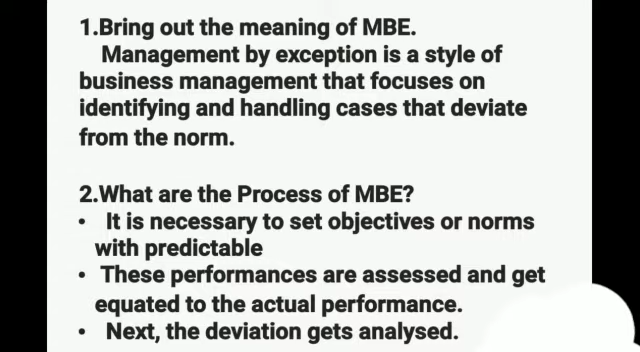 1.Bring out the meaning of MBE.
Management by exception is a style of
business management that focuses on
identifying and handling cases that deviate
from the norm.
2.What are the Process of MBE?
• It is necessary to set objectives or norms
with predictable
• These performances are assessed and get
equated to the actual performance.
• Next, the deviation gets analysed.